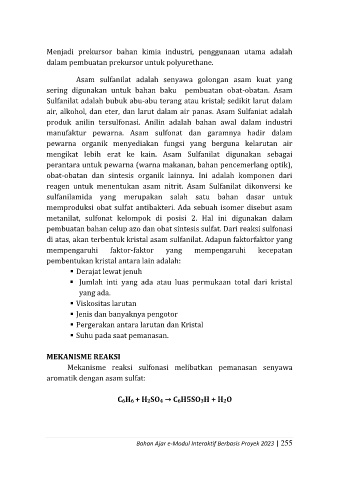 Menjadi prekursor bahan kimia industri, penggunaan utama adalah
dalam pembuatan prekursor untuk polyurethane.
Asam sulfanilat adalah senyawa golongan asam kuat yang
sering digunakan untuk bahan baku pembuatan obat-obatan. Asam
Sulfanilat adalah bubuk abu-abu terang atau kristal; sedikit larut dalam
air, alkohol, dan eter, dan larut dalam air panas. Asam Sulfaniat adalah
produk anilin tersulfonasi. Anilin adalah bahan awal dalam industri
manufaktur pewarna. Asam sulfonat dan garamnya hadir dalam
pewarna organik menyediakan fungsi yang berguna kelarutan air
mengikat lebih erat ke kain. Asam Sulfanilat digunakan sebagai
perantara untuk pewarna (warna makanan, bahan pencemerlang optik),
obat-obatan dan sintesis organik lainnya. Ini adalah komponen dari
reagen untuk menentukan asam nitrit. Asam Sulfanilat dikonversi ke
sulfanilamida yang merupakan salah satu bahan dasar untuk
memproduksi obat sulfat antibakteri. Ada sebuah isomer disebut asam
metanilat, sulfonat kelompok di posisi 2. Hal ini digunakan dalam
pembuatan bahan celup azo dan obat sintesis sulfat. Dari reaksi sulfonasi
di atas, akan terbentuk kristal asam sulfanilat. Adapun faktorfaktor yang
mempengaruhi faktor-faktor yang mempengaruhi kecepatan
pembentukan kristal antara lain adalah:
▪ Derajat lewat jenuh
▪ Jumlah inti yang ada atau luas permukaan total dari kristal
yang ada.
▪ Viskositas larutan
▪ Jenis dan banyaknya pengotor
▪ Pergerakan antara larutan dan Kristal
▪ Suhu pada saat pemanasan.
MEKANISME REAKSI
Mekanisme reaksi sulfonasi melibatkan pemanasan senyawa
aromatik dengan asam sulfat:
C₆H₆ + H₂SO₄ → C₆H5SO₃H + H₂O
Bahan Ajar e-Modul Interaktif Berbasis Proyek 2023 | 255